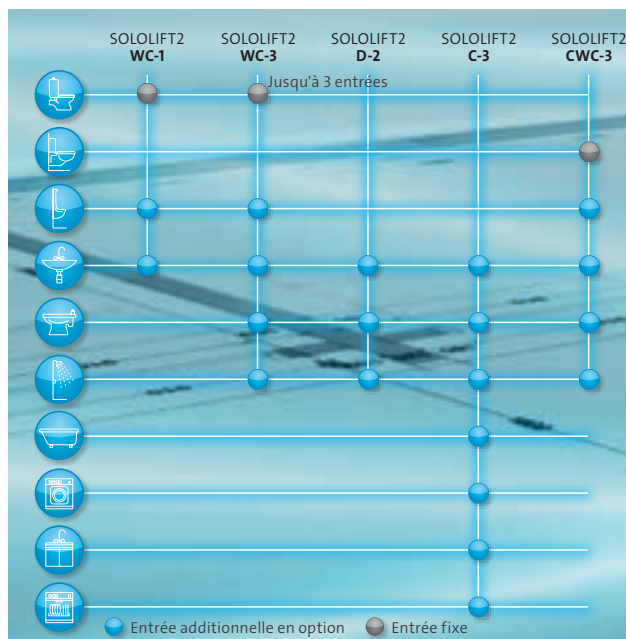 SOLOLIFT2 SOLOLIFT2 SOLOLIFT2 SOLOLIFT2 SOLOLIFT2
WC-1 WC-3 D-2 C-3 CWC-3
Jusqu'à 3 entrées
Entrée additionnelle en option Entrée fixe